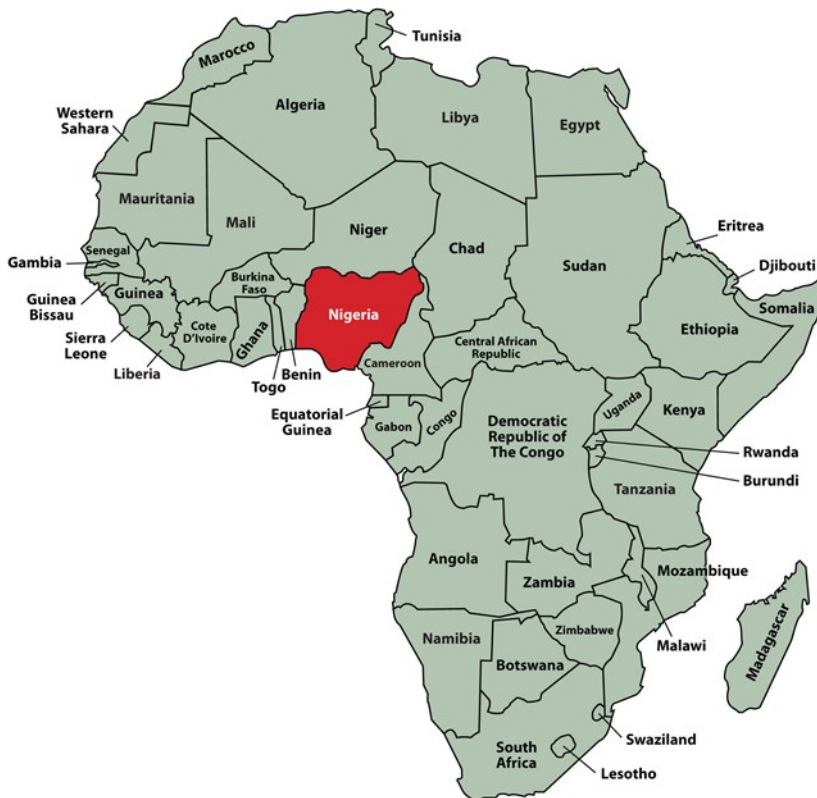 Tunisia
Marocco
Algeria
Libya
Egypt
Western
Sahara
Mauritania
Mali
Niger
Chad
Sudan
Eritrea
Djibouti
Senegal
Gambia
Guinea
Bissau
Guinea
Burkina
Faso
Nigeria
Somalia
Ethiopia
Sierra
Leone
Cote
D'Ivoire
Ghana
Liberia
Togo
Benin
Cameroon
Central African
Republic
Equatorial
Guinea
Gabon
Congo
Democratic
Republic of
The Congo
Uganda
Kenya
Rwanda
Burundi
Tanzania
Angola
Zambia
Mozambique
Malawi
Namibia
Zimbabwe
Botswana
Madagascar
South
Africa
Swaziland
Lesotho